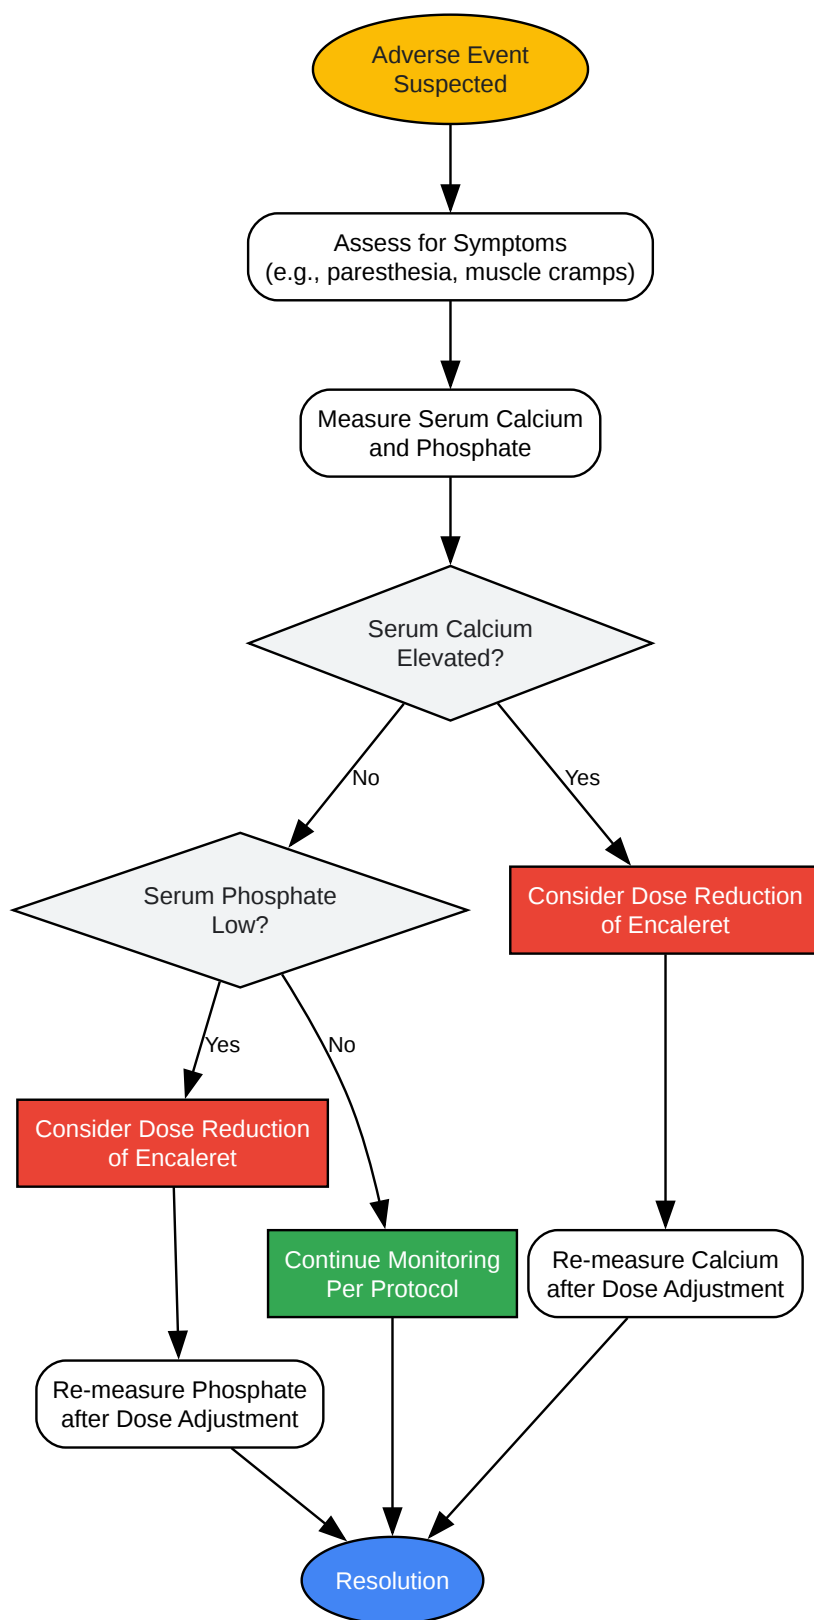 Adverse Event
Suspected
Assess for Symptoms
(e.g., paresthesia, muscle cramps)
Measure Serum Calcium
and Phosphate
Serum Calcium
Elevated?
No
Yes
Serum Phosphate
Low?
Consider Dose Reduction
of Encaleret
Yes
No
Consider Dose Reduction
of Encaleret
Continue Monitoring
Per Protocol
Re-measure Calcium
after Dose Adjustment
Re-measure Phosphate
after Dose Adjustment
Resolution